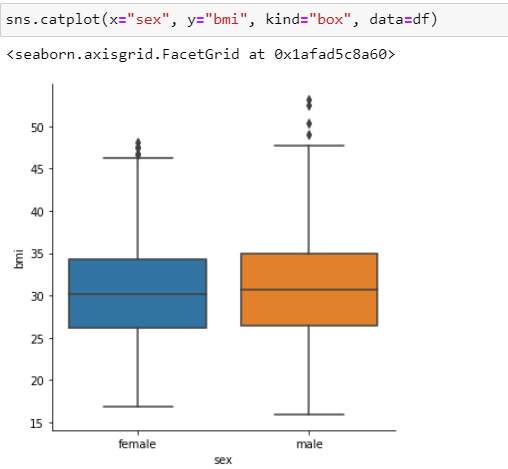 sns.catplot(x="sex", y="bmi", kind="box", data=df)
<seaborn.axisgrid.FacetGrid at 0x1afad5c8a60>
50
45
40
35
bmi
30
25
20
15
female male
sex